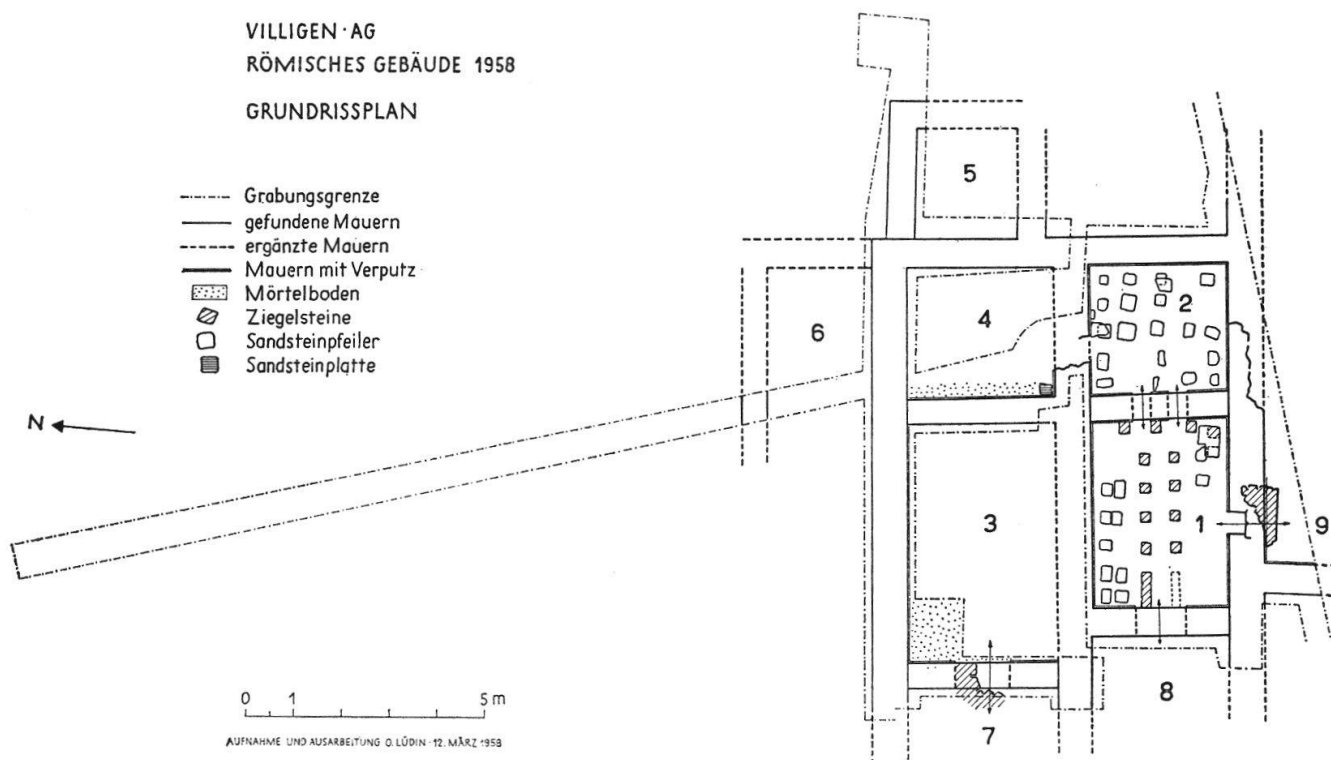 VILLIGEN · AG
RÖMISCHES GEBÄUDE 1958
GRUNDRISSPLAN
Grabungsgrenze
gefundene Mauern
ergänzte Mauern
Mauern mit Verputz
Mörtelboden
Ziegelsteine
Sandsteinpfeiler
Sandsteinplatte
N
5
4
2
6
3
1
9
8
7
0 1 5 m
AUFNAHME UND AUSARBEITUNG O. LÜDIN · 12. MÄRZ 1958